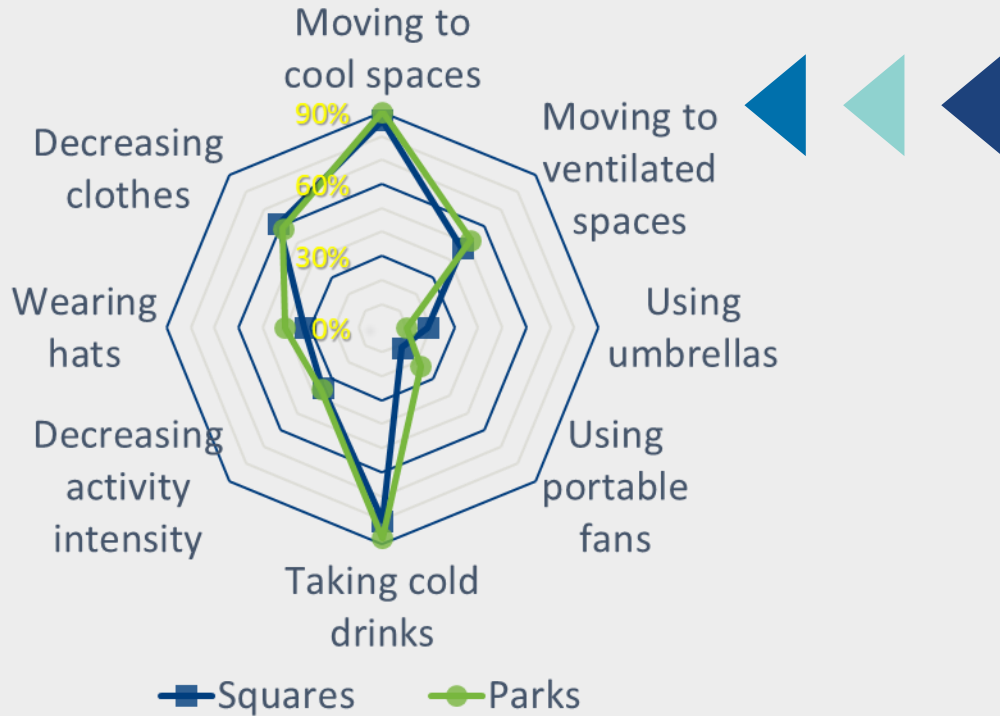 Moving to
cool spaces
90%
60%
30%
0%
Moving to
ventilated
spaces
Using
umbrellas
Using
portable
fans
Taking cold
drinks
Decreasing
activity
intensity
Wearing
hats
Decreasing
clothes
Squares
Parks